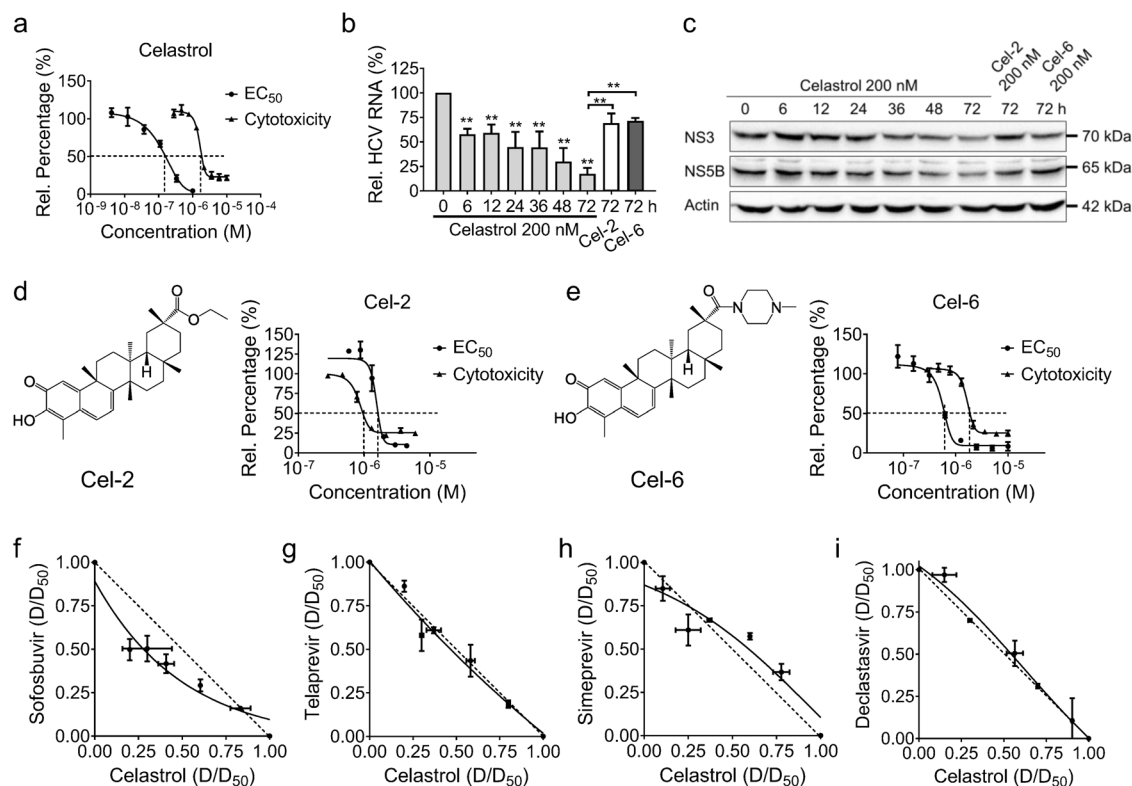 a
Celastrol
Rel. Percentage (%)
150
100
50
0
10-9 10-8 10-7 10-6 10-5 10-4
Concentration (M)
EC50
Cytotoxicity
b
Rel. HCV RNA (%)
125
100
75
50
25
0
** ** ** ** ** ** ** **
0 6 12 24 36 48 72 72 72 h
Celastrol 200 nM
Cel-2
Cel-6
c
Celastrol 200 nM
Cel-2
200 nM
Cel-6
200 nM
0 6 12 24 36 48 72 72 72 h
NS3
70 kDa
NS5B
65 kDa
Actin
42 kDa
d
O
O
H
O
HO
Cel-2
Cel-2
Rel. Percentage (%)
150
125
100
75
50
25
0
10-7 10-6 10-5
Concentration (M)
EC50
Cytotoxicity
e
O
N
N
H
O
HO
Cel-6
Cel-6
Rel. Percentage (%)
150
100
50
0
10-7 10-6 10-5
Concentration (M)
EC50
Cytotoxicity
f
Sofosbuvir (D/D50)
1.00
0.75
0.50
0.25
0.00
0.00 0.25 0.50 0.75 1.00
Celastrol (D/D50)
g
Telaprevir (D/D50)
1.00
0.75
0.50
0.25
0.00
0.00 0.25 0.50 0.75 1.00
Celastrol (D/D50)
h
Simeprevir (D/D50)
1.00
0.75
0.50
0.25
0.00
0.00 0.25 0.50 0.75 1.00
Celastrol (D/D50)
i
Declastasvir (D/D50)
1.00
0.75
0.50
0.25
0.00
0.00 0.25 0.50 0.75 1.00
Celastrol (D/D50)